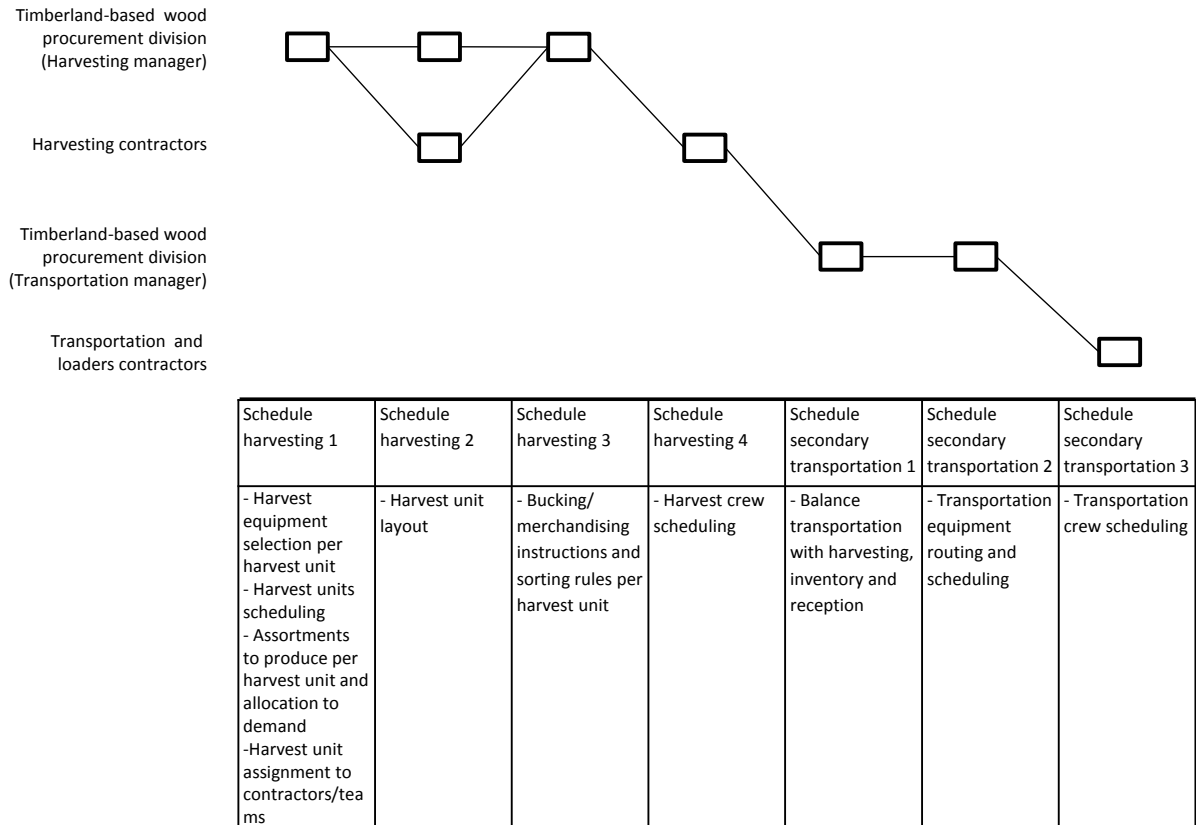 Timberland-based wood
procurement division
(Harvesting manager)
Harvesting contractors
Timberland-based wood
procurement division
(Transportation manager)
Transportation and
loaders contractors
Schedule
harvesting 1
Schedule
harvesting 2
Schedule
harvesting 3
Schedule
harvesting 4
Schedule
secondary
transportation 1
Schedule
secondary
transportation 2
Schedule
secondary
transportation 3
- Harvest
equipment
selection per
harvest unit
- Harvest units
scheduling
- Assortments
to produce per
harvest unit and
allocation to
demand
-Harvest unit
assignment to
contractors/tea
ms
- Harvest unit
layout
- Bucking/
merchandising
instructions and
sorting rules per
harvest unit
- Harvest crew
scheduling
- Balance
transportation
with harvesting,
inventory and
reception
- Transportation
equipment
routing and
scheduling
- Transportation
crew scheduling